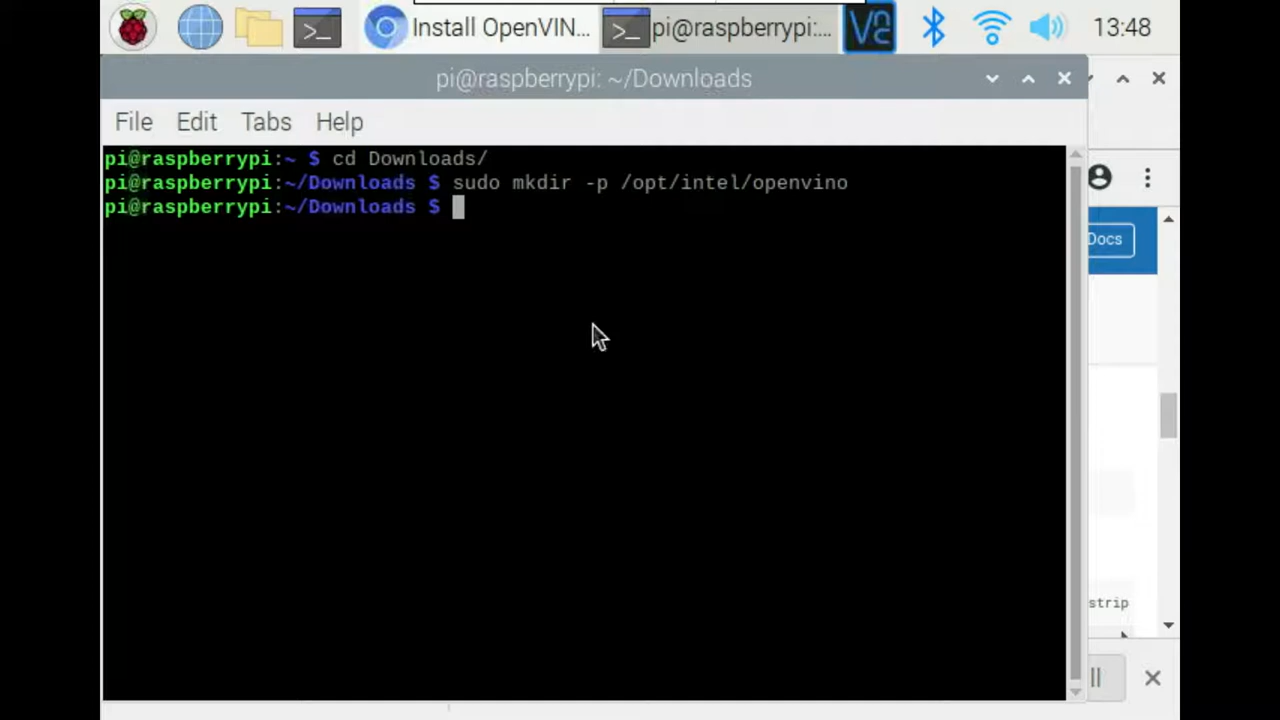 Install OpenVIN... pi@raspberrypi:... 13:48
pi@raspberrypi: ~/Downloads
File Edit Tabs Help
pi@raspberrypi:~ $ cd Downloads/
pi@raspberrypi:~/Downloads $ sudo mkdir -p /opt/intel/openvino
pi@raspberrypi:~/Downloads $
Docs
strip